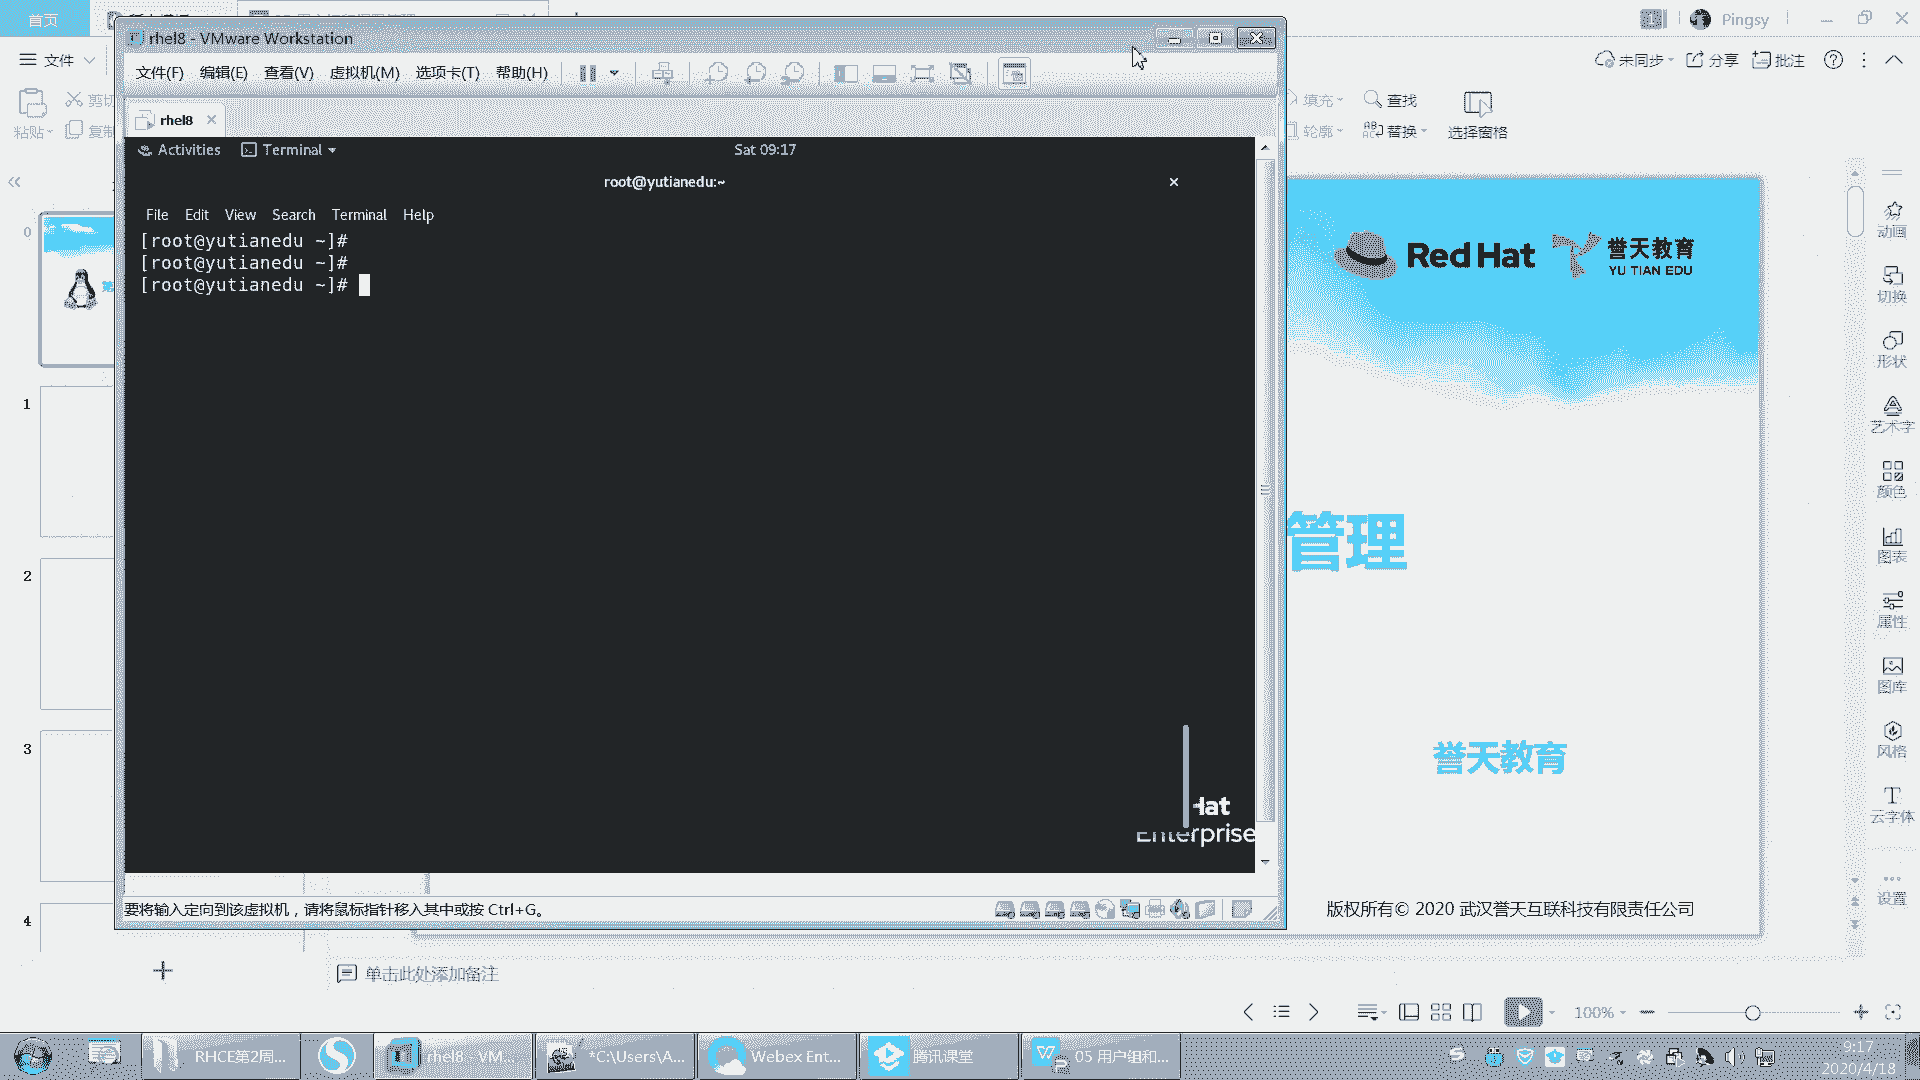 首页
Pingsy
rhel8 - VMware Workstation
文件
未同步
分享
批注
文件(F) 编辑(E) 查看(V) 虚拟机(M) 选项卡(T) 帮助(H)
粘贴
剪切
复制
填充
查找
轮廓
替换
选择窗格
rhel8
Activities
Terminal
Sat 09:17
root@yutianedu:~
File Edit View Search Terminal Help
[root@yutianedu ~]#
[root@yutianedu ~]#
[root@yutianedu ~]#
Red Hat
誉天教育
YU TIAN EDU
管理
誉天教育
Hat
Enterprise
版权所有© 2020 武汉誉天互联科技有限责任公司
要将输入定向到该虚拟机，请将鼠标指针移入其中或按 Ctrl+G。
0
第
1
2
3
4
动画
切换
形状
艺术字
颜色
图表
属性
图库
风格
云字体
设置
单击此处添加备注
100%
RHCE第2周...
rhel8 - VM...
*C:\Users\A...
Webex Ent...
腾讯课堂
05 用户组和...
9:17
2020/4/18